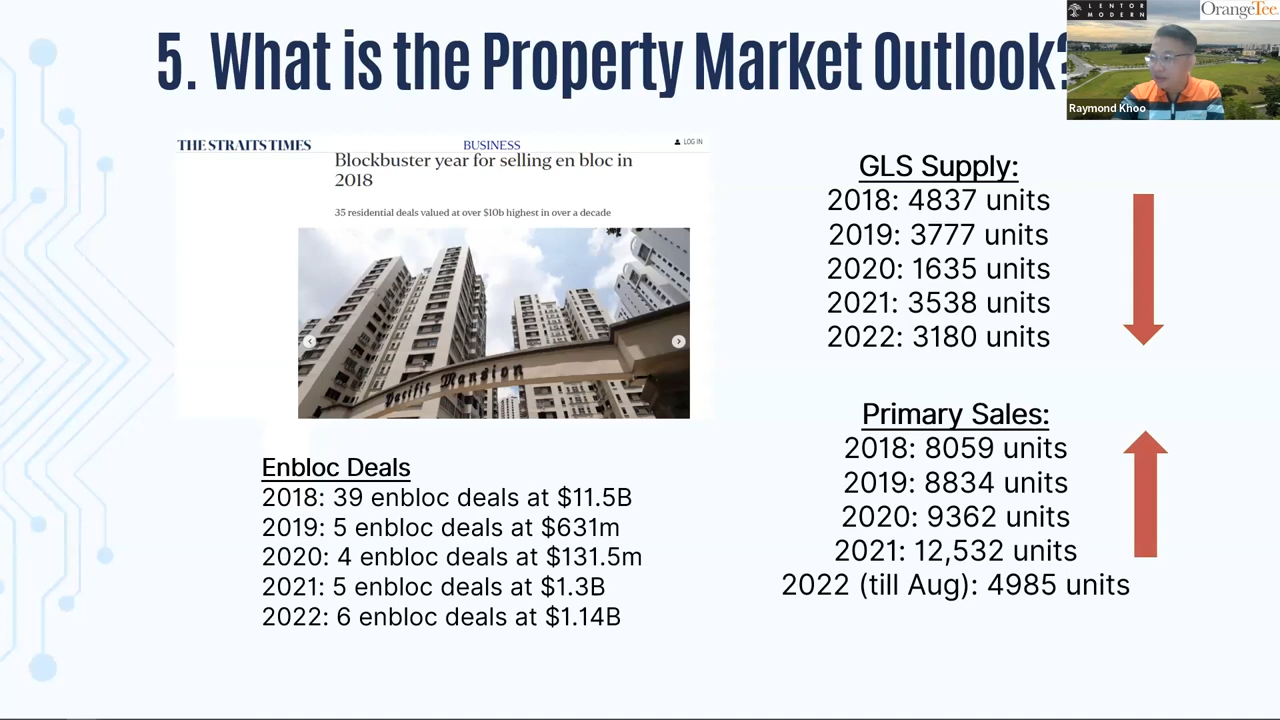 5. What is the Property Market Outlook?
LENTOR
MODERN
OrangeTee
Raymond Khoo
THE STRAITS TIMES
BUSINESS
LOG IN
Blockbuster year for selling en bloc in
2018
35 residential deals valued at over $10b highest in over a decade
Pacific Mansion
Enbloc Deals
2018: 39 enbloc deals at $11.5B
2019: 5 enbloc deals at $631m
2020: 4 enbloc deals at $131.5m
2021: 5 enbloc deals at $1.3B
2022: 6 enbloc deals at $1.14B
GLS Supply:
2018: 4837 units
2019: 3777 units
2020: 1635 units
2021: 3538 units
2022: 3180 units
Primary Sales:
2018: 8059 units
2019: 8834 units
2020: 9362 units
2021: 12,532 units
2022 (till Aug): 4985 units